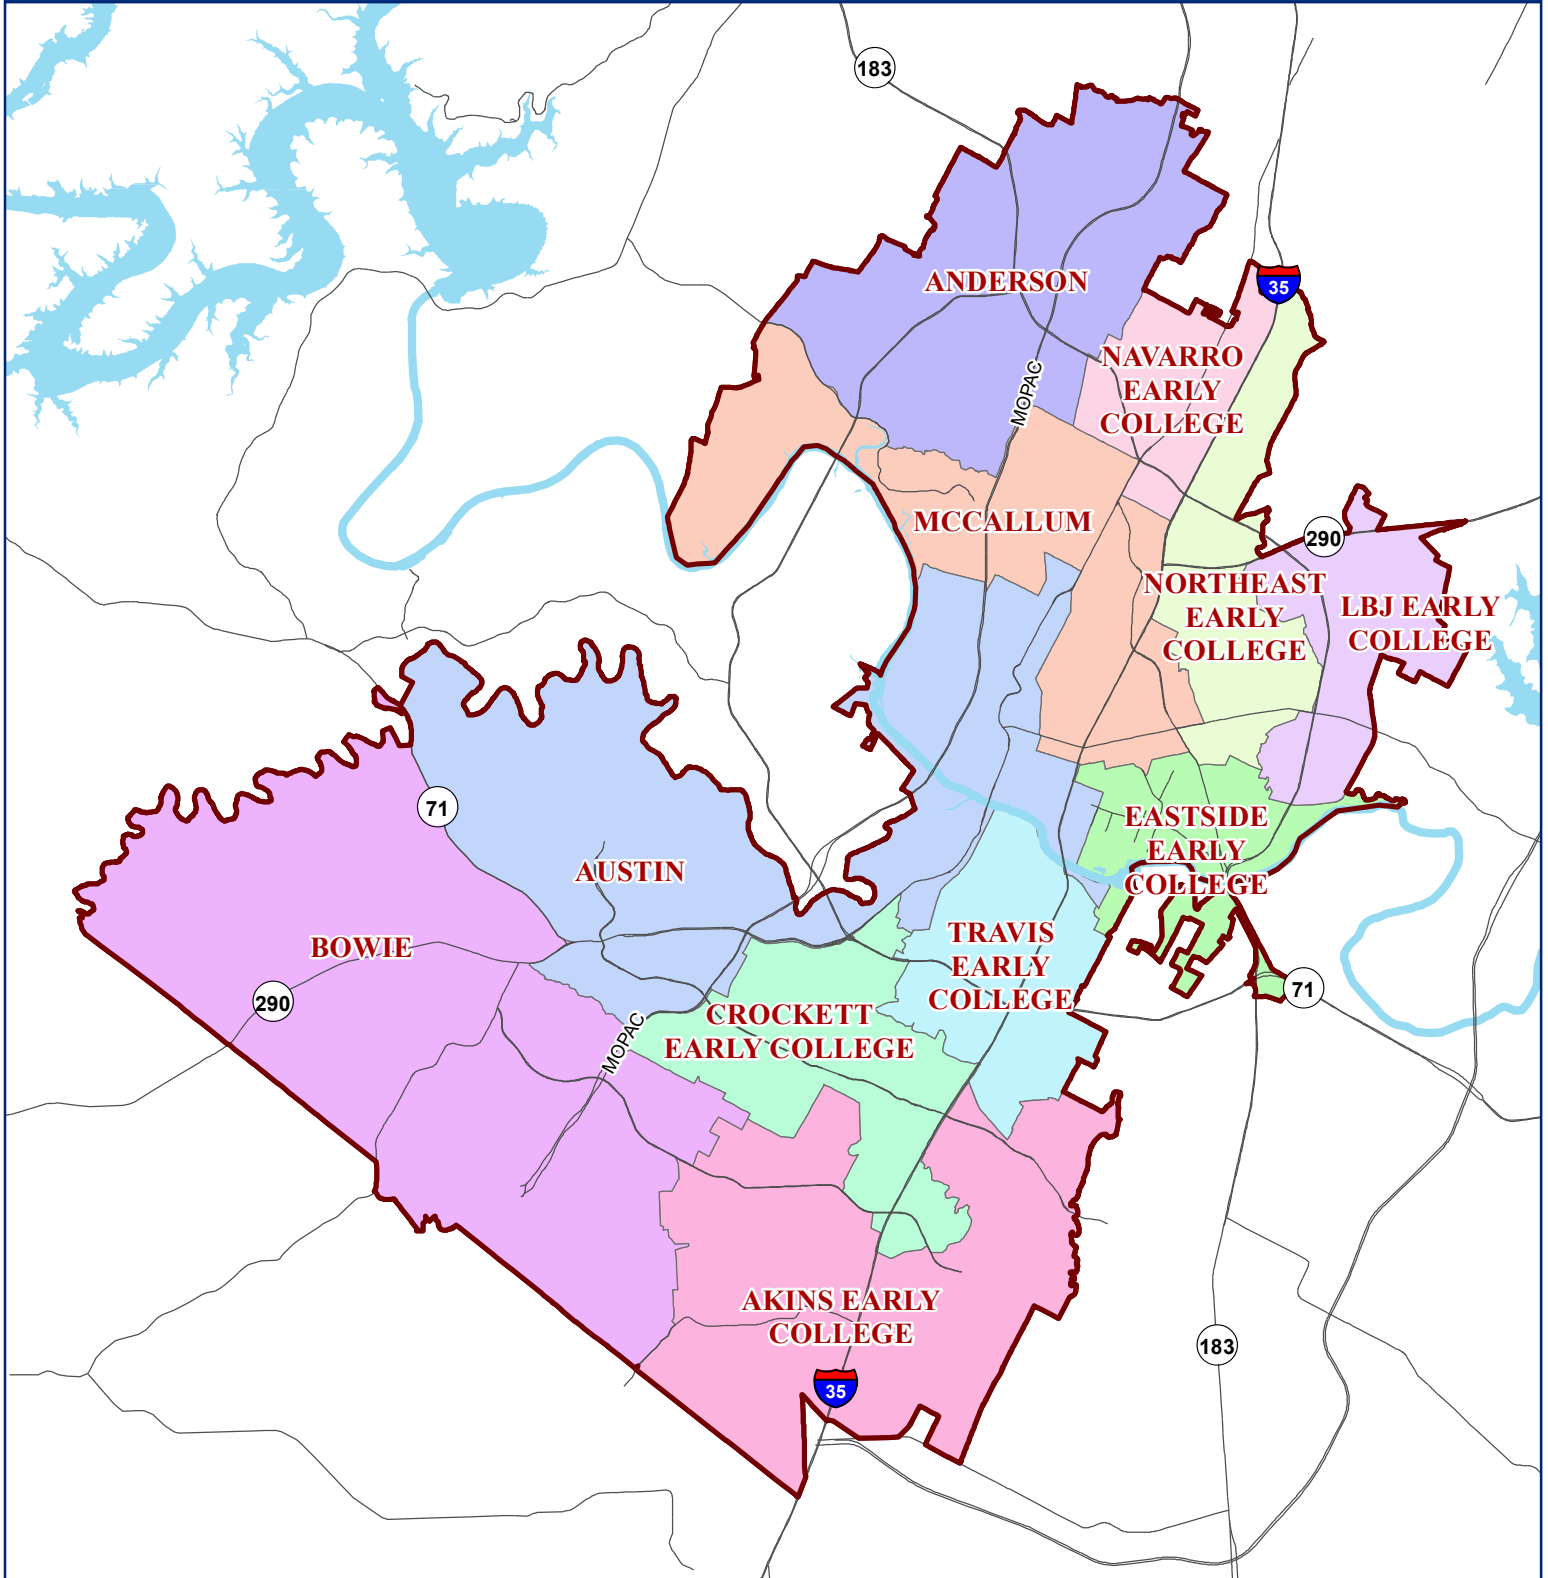 183
ANDERSON
35
NAVARRO
EARLY
COLLEGE
MOPAC
MCCALLUM
290
NORTHEAST
EARLY
COLLEGE
LBJ EARLY
COLLEGE
71
EASTSIDE
EARLY
COLLEGE
AUSTIN
BOWIE
TRAVIS
EARLY
COLLEGE
290
71
CROCKETT
EARLY COLLEGE
MOPAC
AKINS EARLY
COLLEGE
183
35